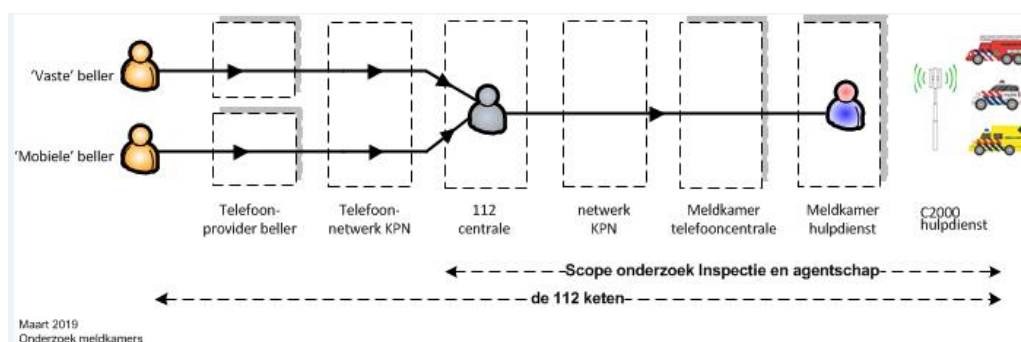 'Vaste' beller
'Mobiele' beller
Telefoon-
provider beller
Telefoon-
netwerk KPN
112
centrale
netwerk
KPN
Meldkamer
telefooncentrale
Meldkamer
hulpdienst
C2000
hulpdienst
Scope onderzoek Inspectie en agentschap
de 112 keten
Maart 2019
Onderzoek meldkamers